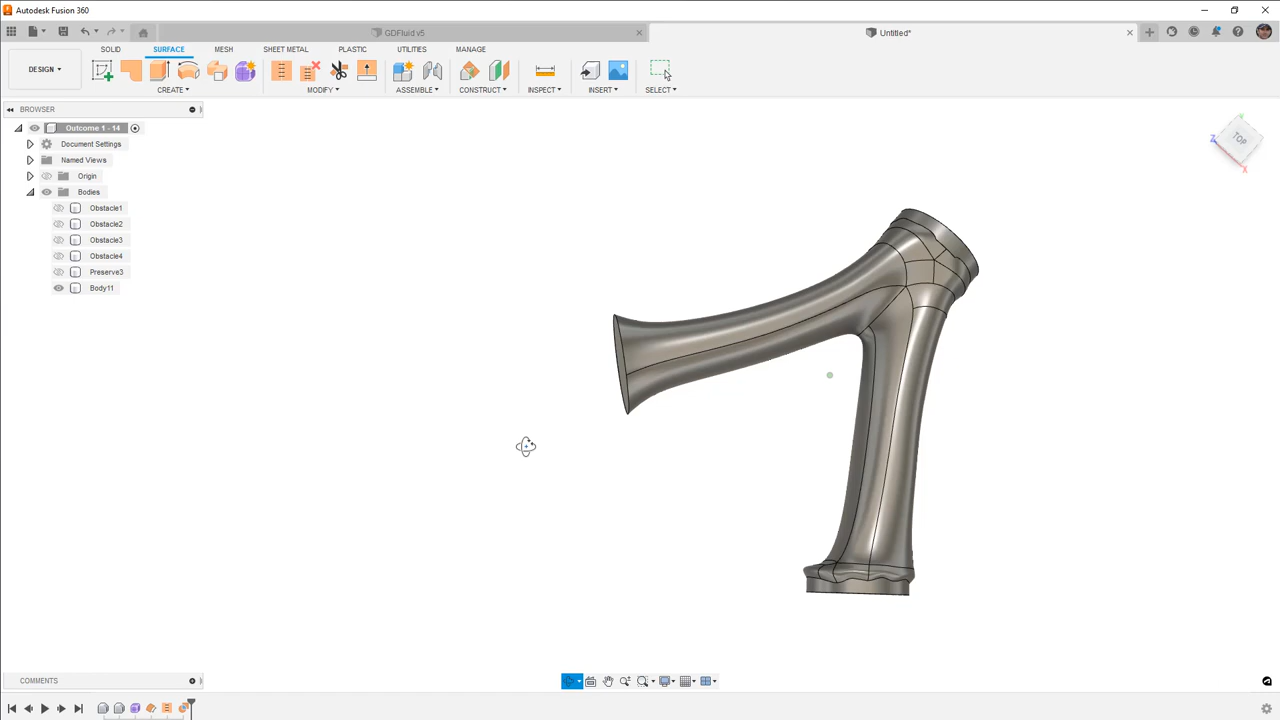 Autodesk Fusion 360
GDFluid v5
Untitled*
DESIGN
SOLID SURFACE MESH SHEET METAL PLASTIC UTILITIES MANAGE
CREATE MODIFY ASSEMBLE CONSTRUCT INSPECT INSERT SELECT
BROWSER
Outcome 1 - 14
Document Settings
Named Views
Origin
Bodies
Obstacle1
Obstacle2
Obstacle3
Obstacle4
Preserve3
Body11
TOP
Z
X
COMMENTS